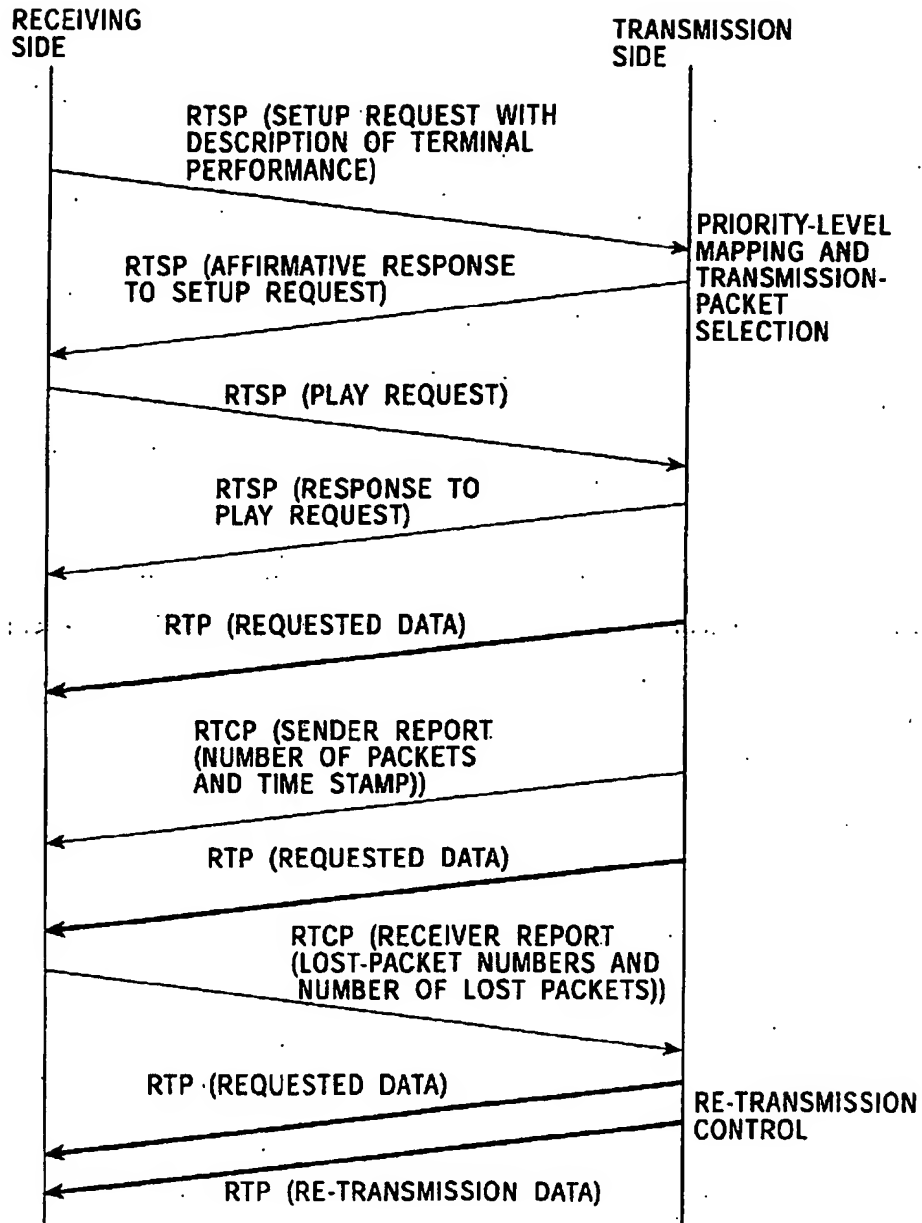 RECEIVING
SIDE
TRANSMISSION
SIDE
RTSP (SETUP REQUEST WITH
DESCRIPTION OF TERMINAL
PERFORMANCE)
PRIORITY-LEVEL
MAPPING AND
TRANSMISSION-
PACKET
SELECTION
RTSP (AFFIRMATIVE RESPONSE
TO SETUP REQUEST)
RTSP (PLAY REQUEST)
RTSP (RESPONSE TO
PLAY REQUEST)
RTP (REQUESTED DATA)
RTCP (SENDER REPORT
(NUMBER OF PACKETS
AND TIME STAMP))
RTP (REQUESTED DATA)
RTCP (RECEIVER REPORT
(LOST-PACKET NUMBERS AND
NUMBER OF LOST PACKETS))
RTP (REQUESTED DATA)
RE-TRANSMISSION
CONTROL
RTP (RE-TRANSMISSION DATA)